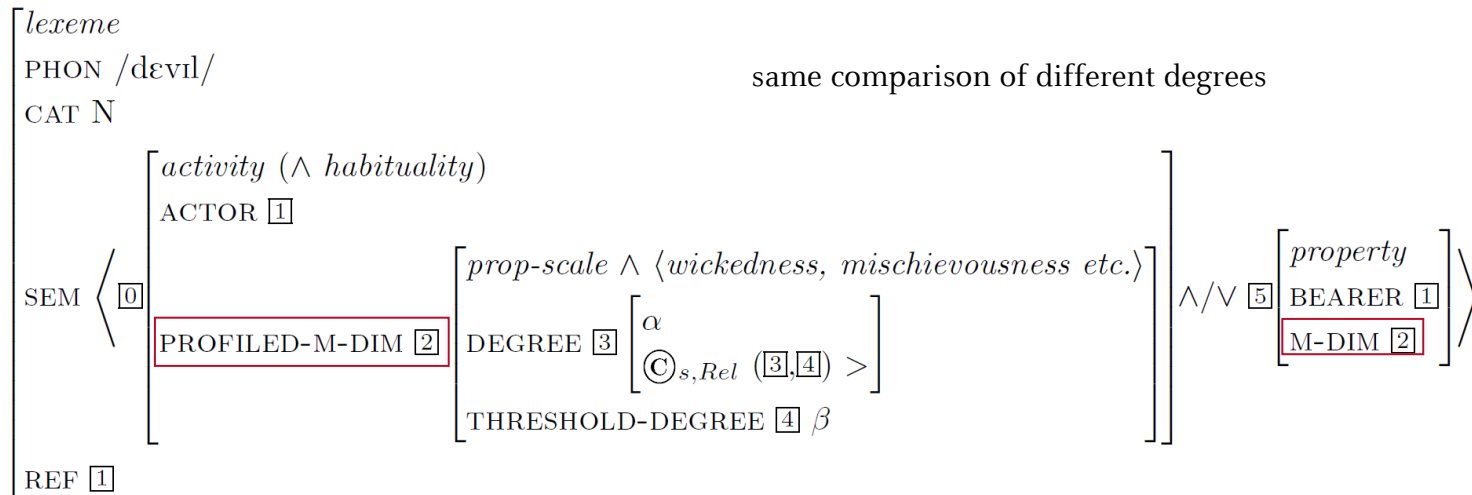 lexeme
PHON /dɛvɪl/
same comparison of different degrees
CAT N
activity (∧ habituality)
ACTOR 1
prop-scale ∧ ⟨wickedness, mischievousness etc.⟩
property
SEM ⟨ 0 ∧/∨ 5 BEARER 1 ⟩
PROFILED-M-DIM 2 DEGREE 3 α
M-DIM 2
©s,Rel (3,4) >
THRESHOLD-DEGREE 4 β
REF 1